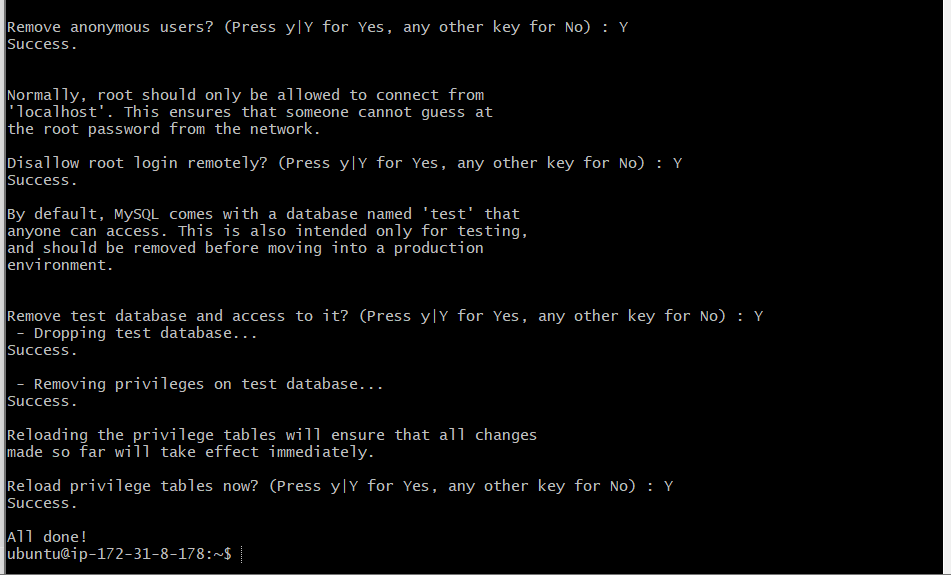 Remove anonymous users? (Press y|Y for Yes, any other key for No) : Y
Success.
Normally, root should only be allowed to connect from
'localhost'. This ensures that someone cannot guess at
the root password from the network.
Disallow root login remotely? (Press y|Y for Yes, any other key for No) : Y
Success.
By default, MySQL comes with a database named 'test' that
anyone can access. This is also intended only for testing,
and should be removed before moving into a production
environment.
Remove test database and access to it? (Press y|Y for Yes, any other key for No) : Y
 - Dropping test database...
Success.
 - Removing privileges on test database...
Success.
Reloading the privilege tables will ensure that all changes
made so far will take effect immediately.
Reload privilege tables now? (Press y|Y for Yes, any other key for No) : Y
Success.
All done!
ubuntu@ip-172-31-8-178:~$